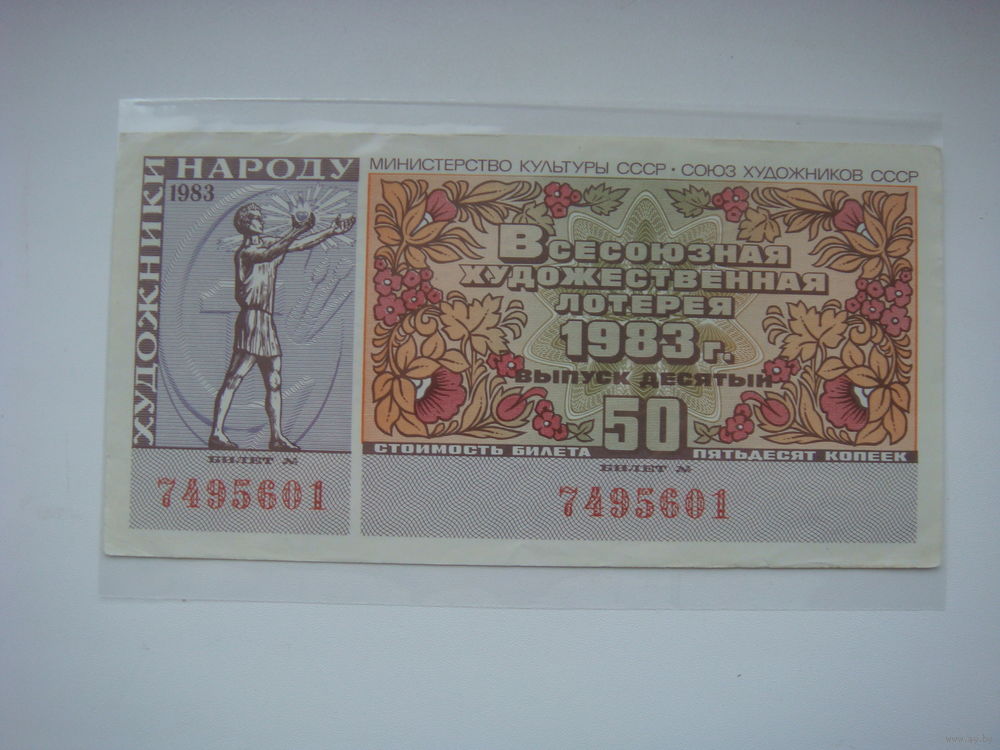 ХУДОЖНИКИ
НАРОДУ
1983
БИЛЕТ №
7495601
МИНИСТЕРСТВО КУЛЬТУРЫ СССР · СОЮЗ ХУДОЖНИКОВ СССР
ВСЕСОЮЗНАЯ
ХУДОЖЕСТВЕННАЯ
ЛОТЕРЕЯ
1983 г.
ВЫПУСК ДЕСЯТЫЙ
50
СТОИМОСТЬ БИЛЕТА ПЯТЬДЕСЯТ КОПЕЕК
БИЛЕТ №
7495601